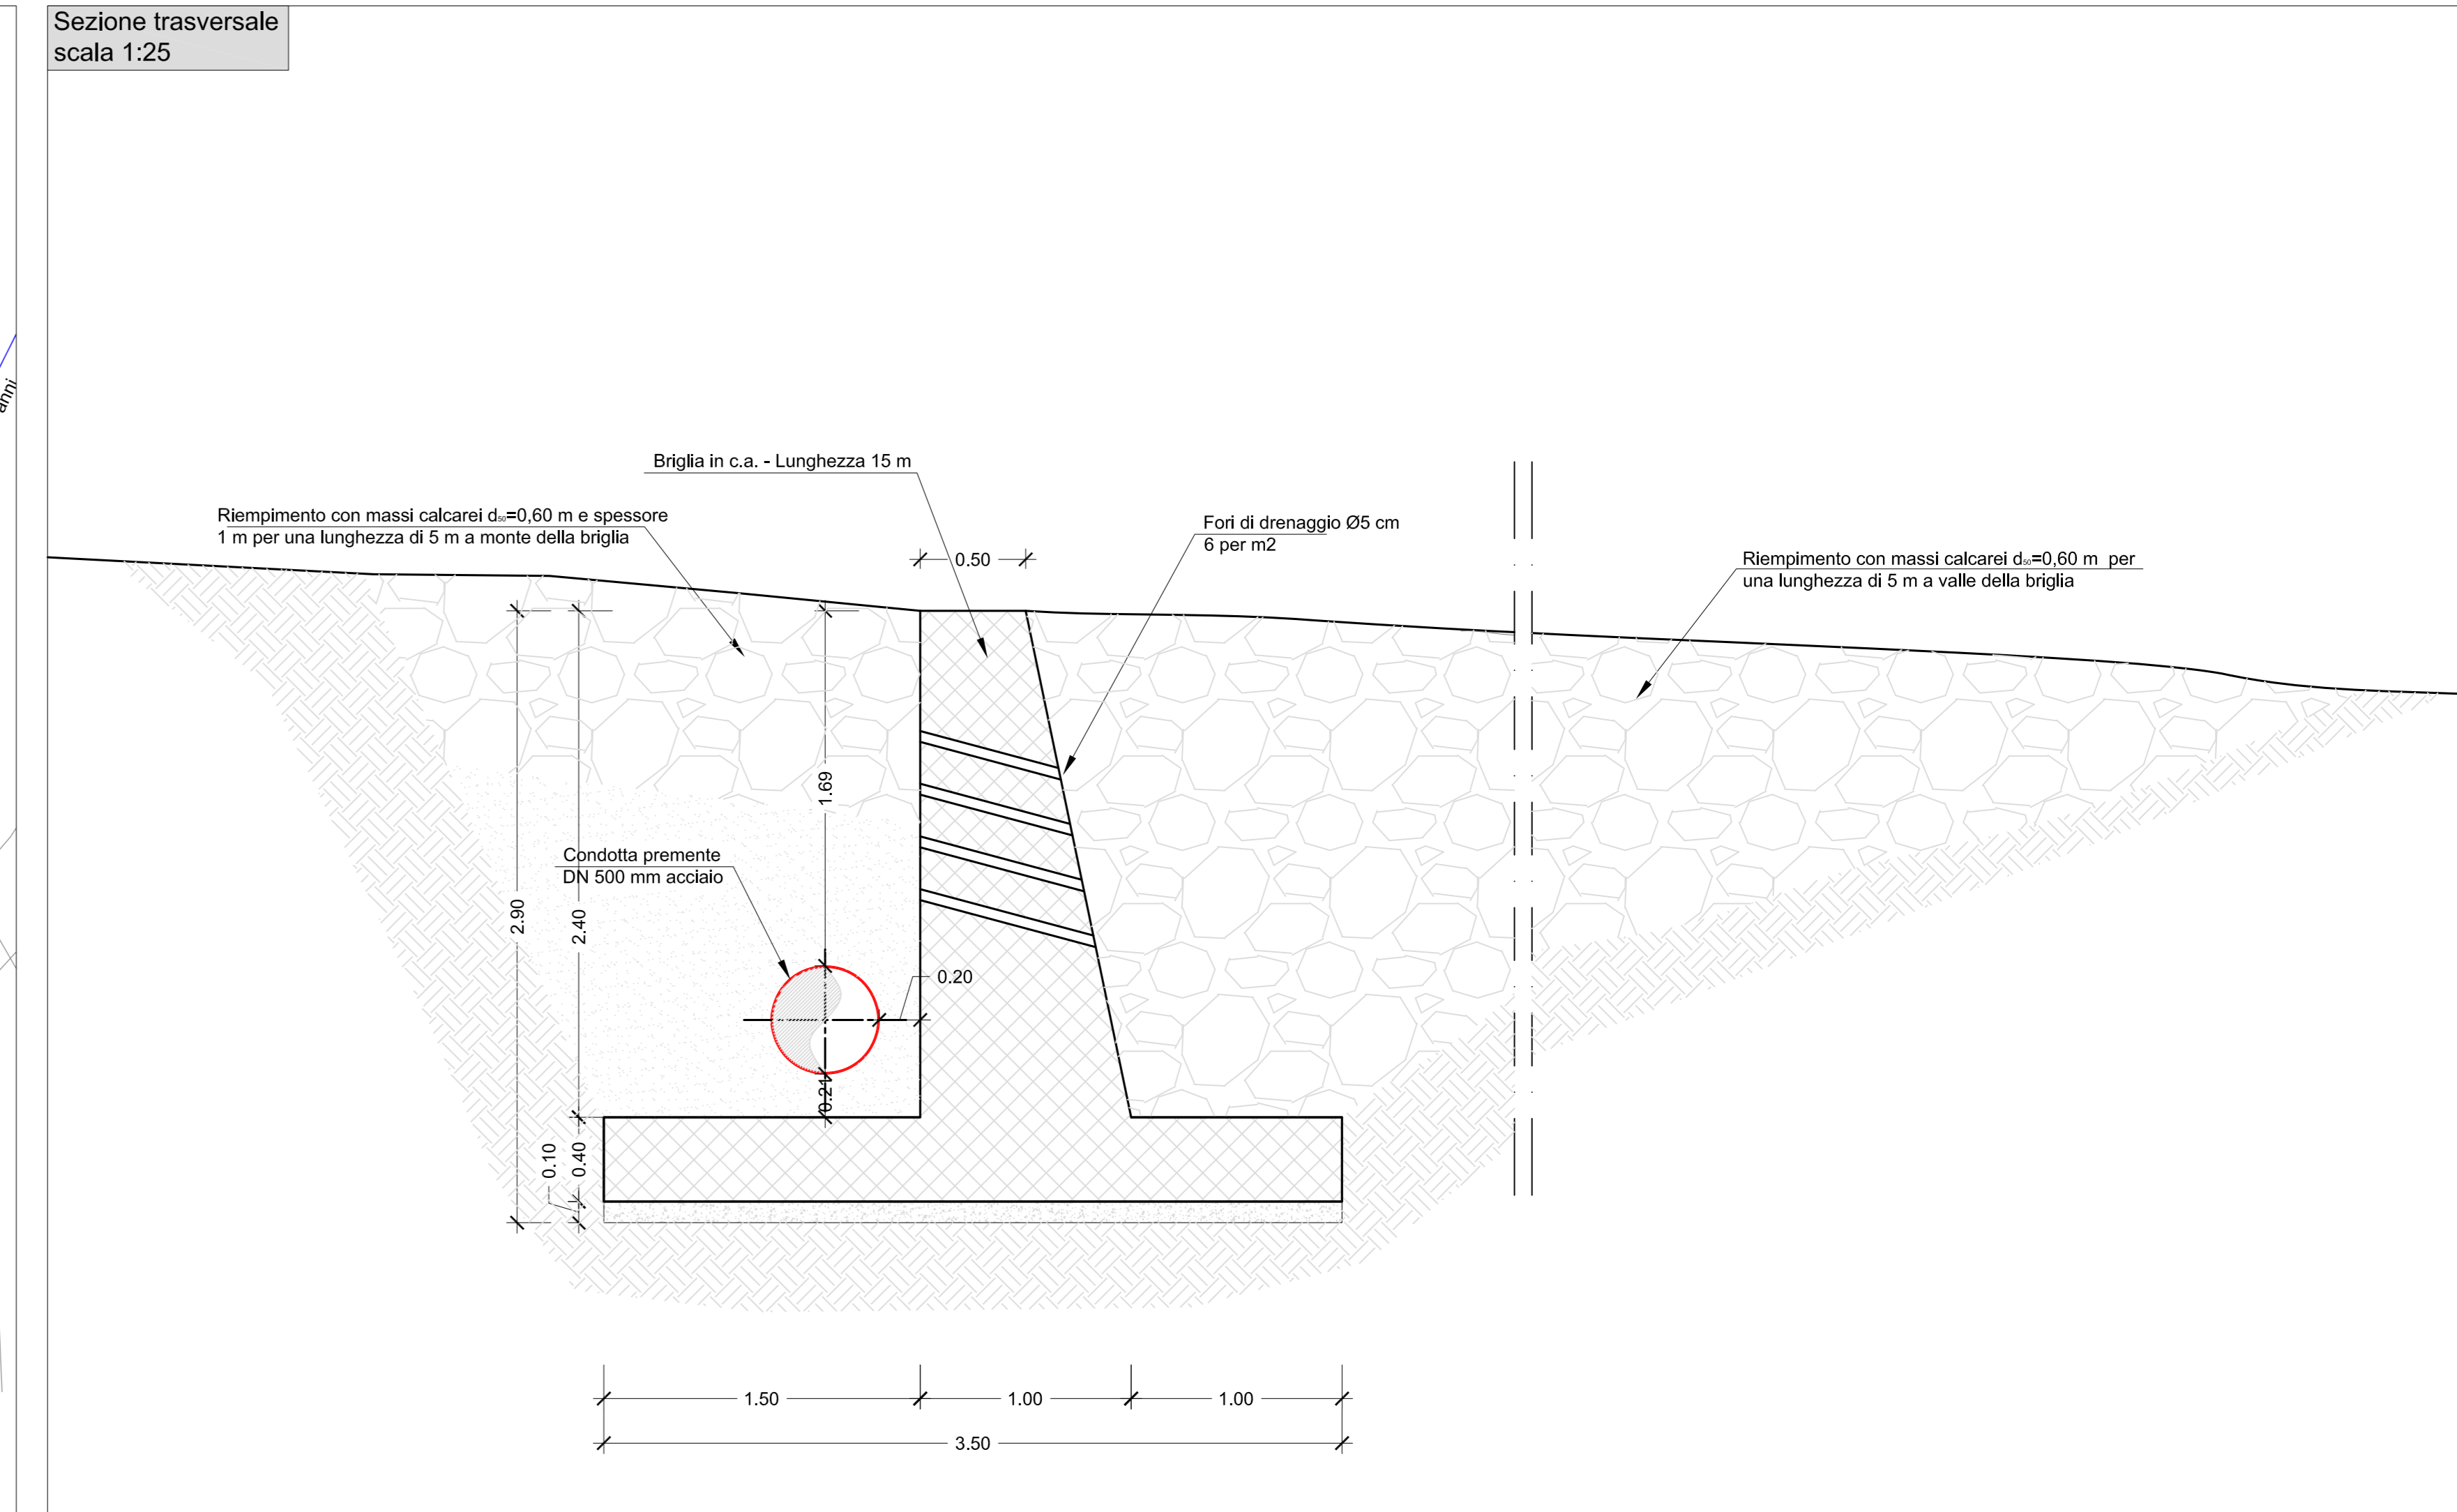 Sezione trasversale
scala 1:25
anni
Briglia in c.a. - Lunghezza 15 m
Riempimento con massi calcarei d₅₀=0,60 m e spessore
1 m per una lunghezza di 5 m a monte della briglia
Fori di drenaggio Ø5 cm
6 per m2
0.50
Riempimento con massi calcarei d₅₀=0,60 m per
una lunghezza di 5 m a valle della briglia
1.69
Condotta premente
DN 500 mm acciaio
2.90
2.40
0.20
0.21
0.10
0.40
1.50
1.00
1.00
3.50